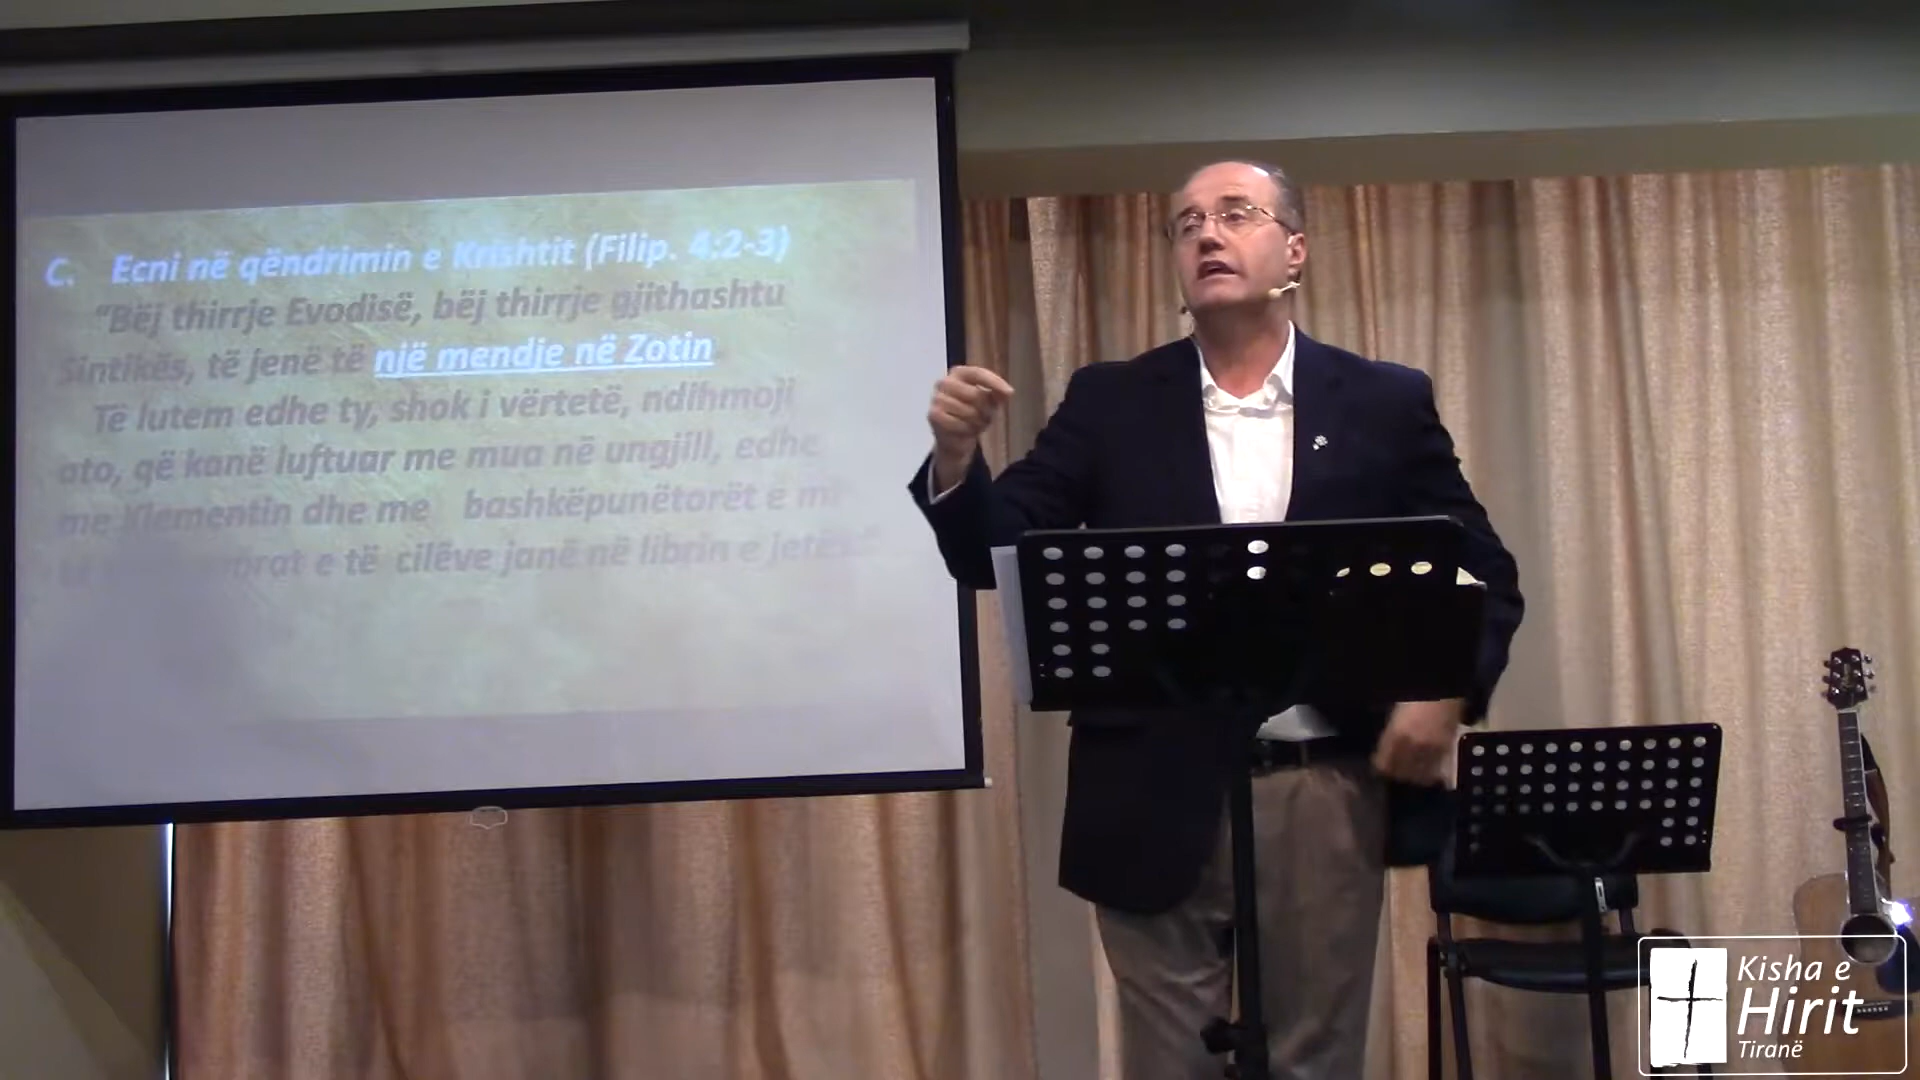 C. Ecni në qëndrimin e Krishtit (Filip. 4:2-3)
"Bëj thirrje Evodisë, bëj thirrje gjithashtu
Sintikës, të jenë të një mendje në Zotin
Të lutem edhe ty, shok i vërtetë, ndihmoji
ato, që kanë luftuar me mua në ungjill, edhe
me Klementin dhe me bashkëpunëtorët e mi
e të cilëve janë në librin e jetës."
Kisha e
Hirit
Tiranë